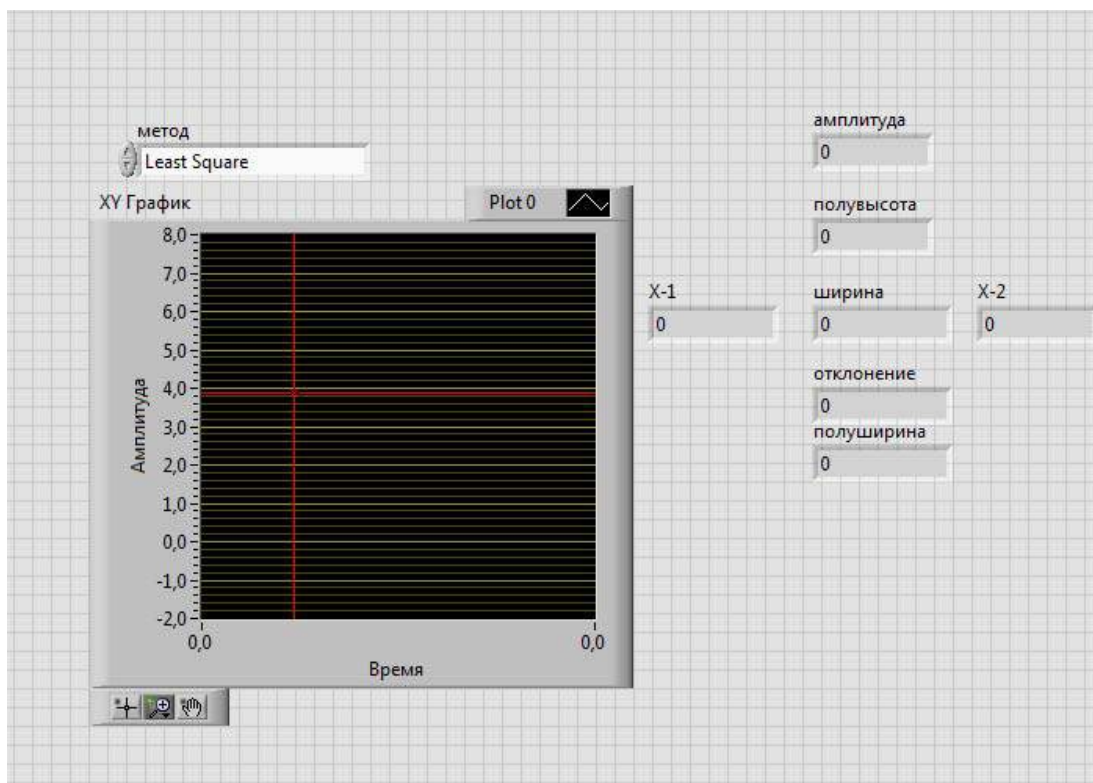 метод
Least Square
XY График
Plot 0
8,0
7,0
6,0
5,0
4,0
3,0
2,0
1,0
0,0
-1,0
-2,0
Амплитуда
0,0
0,0
Время
амплитуда
0
полувысота
0
X-1
0
ширина
0
X-2
0
отклонение
0
полуширина
0